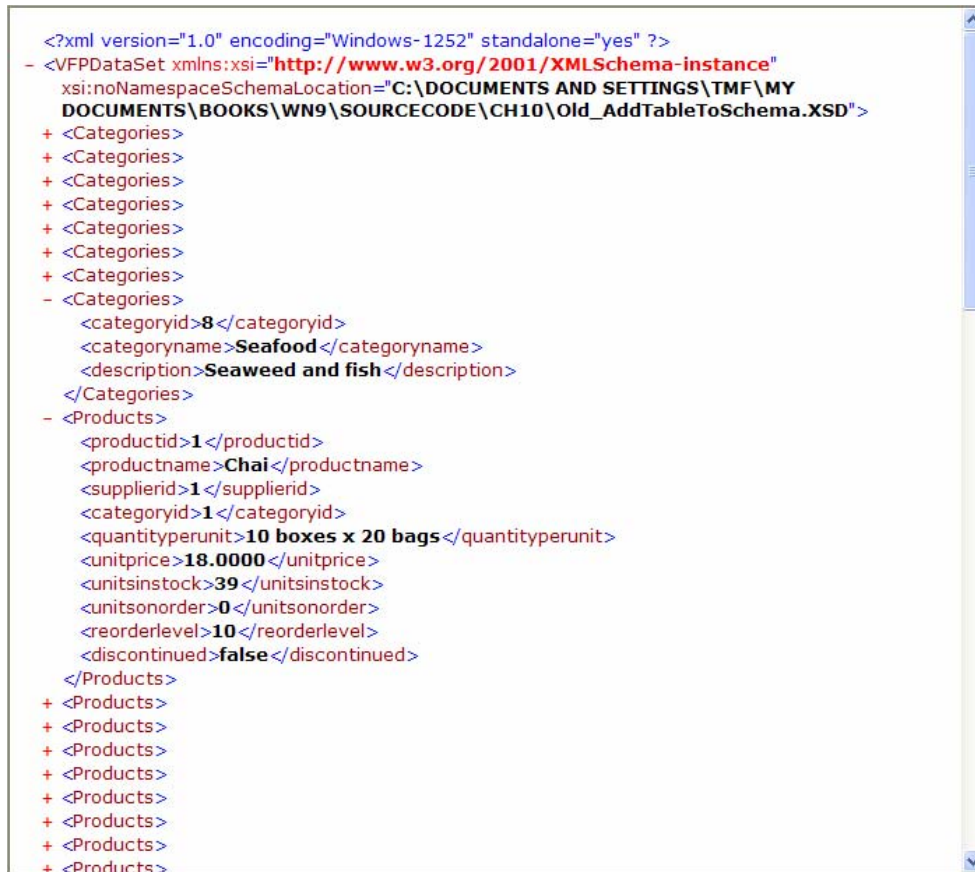 <?xml version="1.0" encoding="Windows-1252" standalone="yes" ?>
- <VFPDataSet xmlns:xsi="http://www.w3.org/2001/XMLSchema-instance"
xsi:noNamespaceSchemaLocation="C:\DOCUMENTS AND SETTINGS\TMF\MY
DOCUMENTS\BOOKS\WN9\SOURCECODE\CH10\Old_AddTableToSchema.XSD">
+ <Categories>
+ <Categories>
+ <Categories>
+ <Categories>
+ <Categories>
+ <Categories>
+ <Categories>
- <Categories>
<categoryid>8</categoryid>
<categoryname>Seafood</categoryname>
<description>Seaweed and fish</description>
</Categories>
- <Products>
<productid>1</productid>
<productname>Chai</productname>
<supplierid>1</supplierid>
<categoryid>1</categoryid>
<quantityperunit>10 boxes x 20 bags</quantityperunit>
<unitprice>18.0000</unitprice>
<unitsinstock>39</unitsinstock>
<unitsonorder>0</unitsonorder>
<reorderlevel>10</reorderlevel>
<discontinued>false</discontinued>
</Products>
+ <Products>
+ <Products>
+ <Products>
+ <Products>
+ <Products>
+ <Products>
+ <Products>
+ <Products>